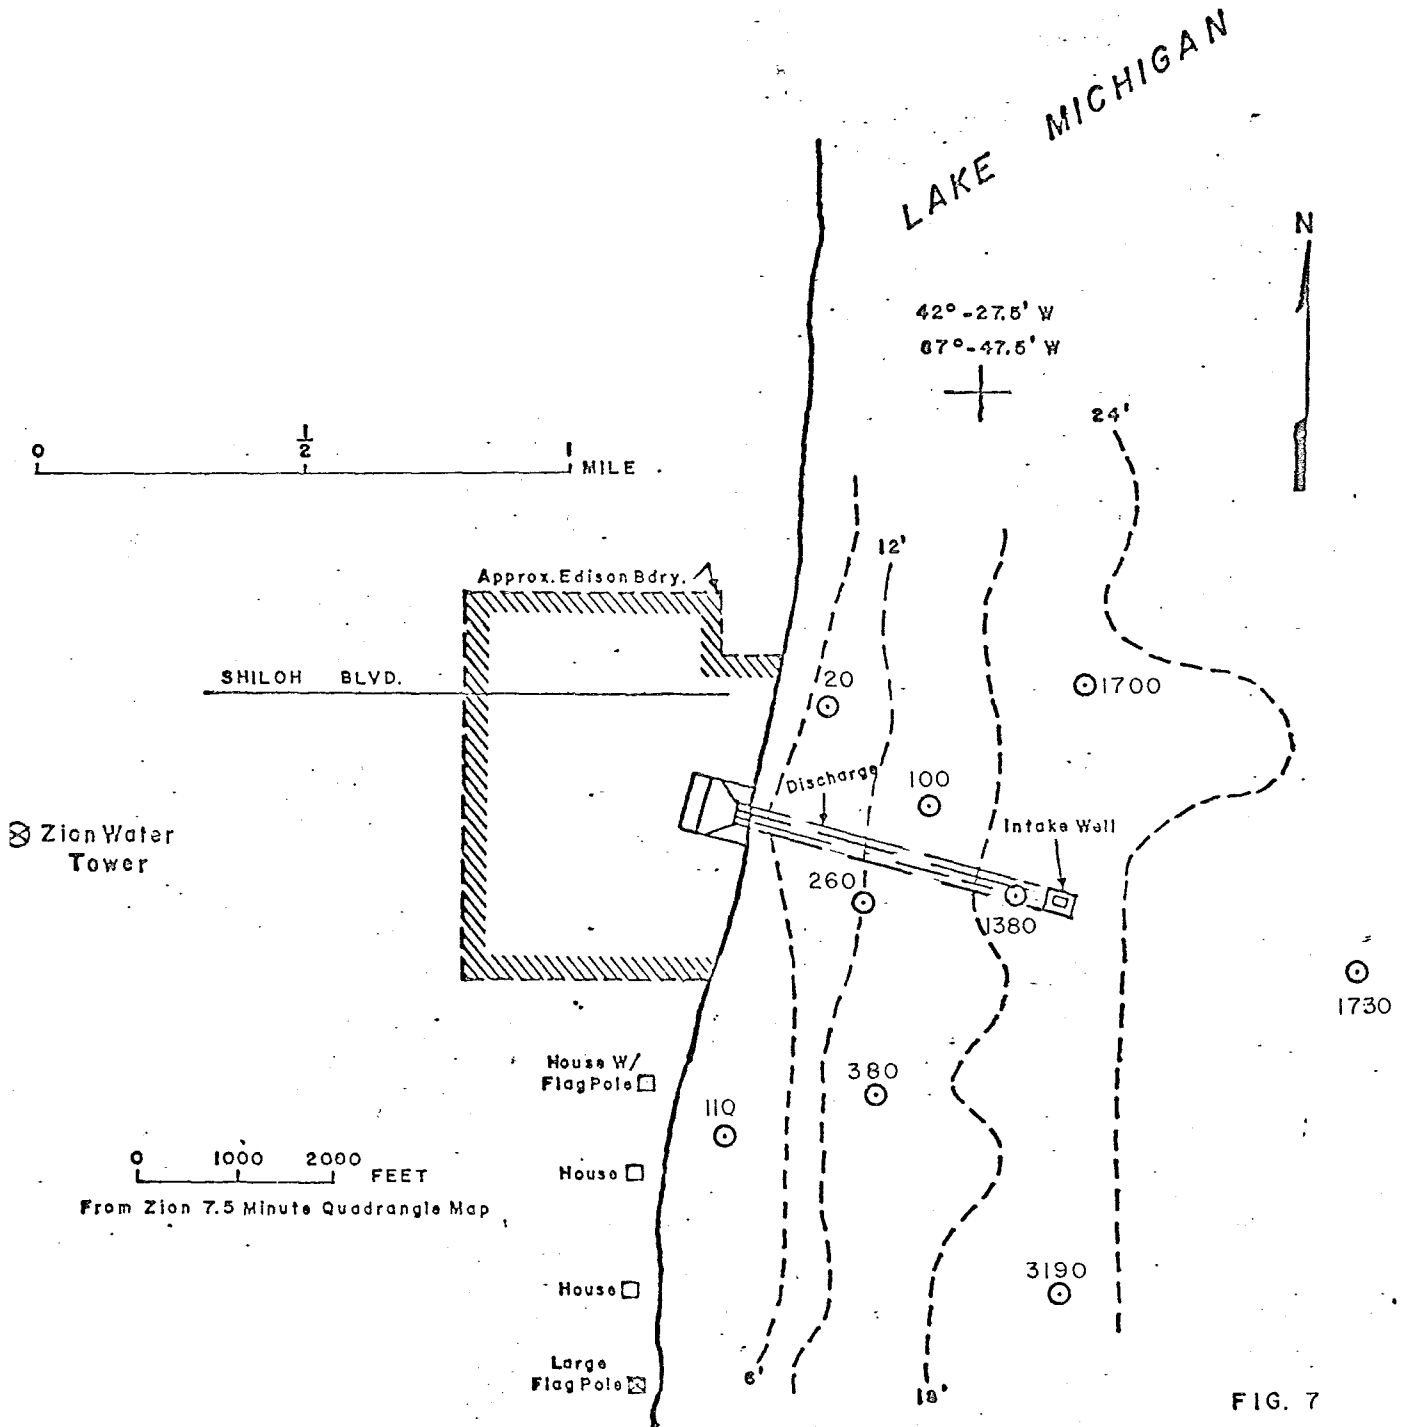 LAKE MICHIGAN
N
42°-27.5' W
87°-47.5' W
24'
0 1/2 1 MILE
12'
Approx. Edison Bdry.
SHILOH BLVD.
20
1700
Discharge
100
Intake Well
Zion Water
Tower
260
1380
1730
House W/
Flag Pole
380
110
0 1000 2000 FEET
House
From Zion 7.5 Minute Quadrangle Map
House
3190
Large
Flag Pole
6'
18'
FIG. 7